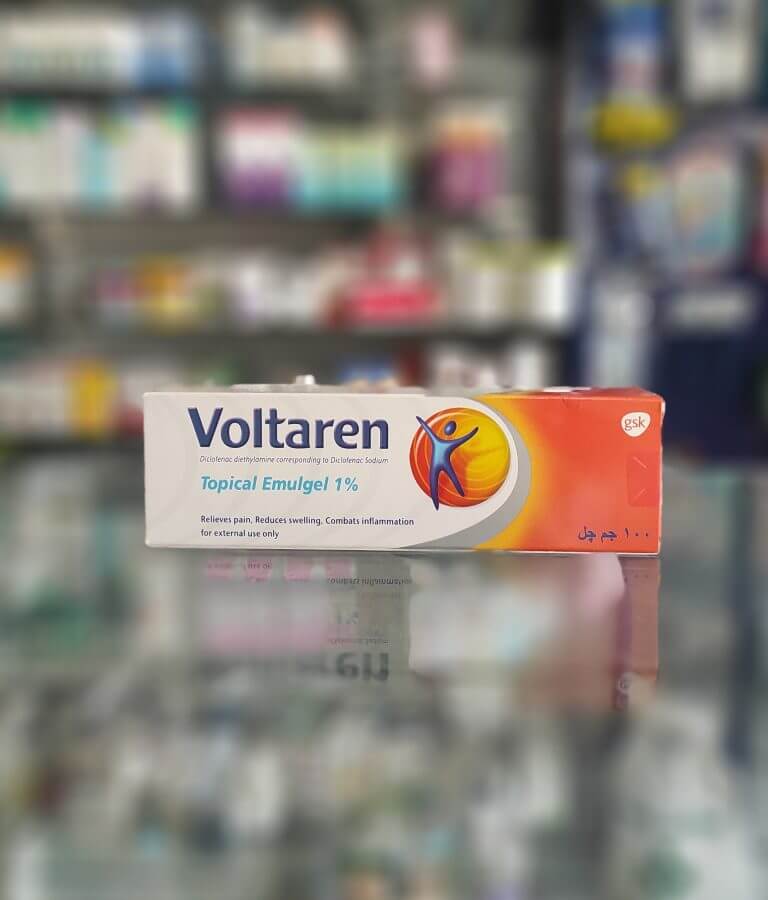 Voltaren
Diclofenac diethylamine corresponding to Diclofenac Sodium
Topical Emulgel 1%
Relieves pain, Reduces swelling, Combats inflammation
for external use only
gsk
١٠٠ جم چل